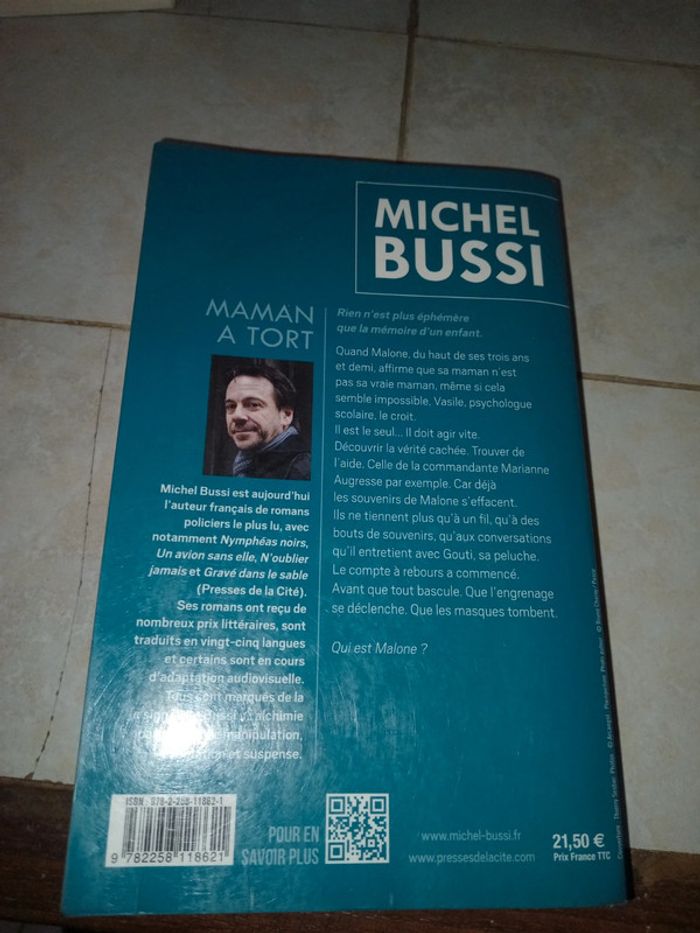 MICHEL
BUSSI
MAMAN
A TORT
Rien n'est plus éphémère
que la mémoire d'un enfant.
Quand Malone, du haut de ses trois ans
et demi, affirme que sa maman n'est
pas sa vraie maman, même si cela
semble impossible, Vasile, psychologue
scolaire, le croit.
Il est le seul... Il doit agir vite.
Découvrir la vérité cachée. Trouver de
l'aide. Celle de la commandante Marianne
Augresse par exemple. Car déjà
les souvenirs de Malone s'effacent.
Ils ne tiennent plus qu'à un fil, qu'à des
bouts de souvenirs, qu'aux conversations
qu'il entretient avec Gouti, sa peluche.
Le compte à rebours a commencé.
Avant que tout bascule. Que l'engrenage
se déclenche. Que les masques tombent.
Qui est Malone ?
Michel Bussi est aujourd'hui
l'auteur français de romans
policiers le plus lu, avec
notamment Nymphéas noirs,
Un avion sans elle, N'oublier
jamais et Gravé dans le sable
(Presses de la Cité).
Ses romans ont reçu de
nombreux prix littéraires, sont
traduits en vingt-cinq langues
et certains sont en cours
d'adaptation audiovisuelle.
Tous sont marqués de la
Bussi alchimie
manipulation,
et suspense.
ISBN: 978-2-258-11862-1
9 782258 118621
POUR EN
SAVOIR PLUS
www.michel-bussi.fr
www.pressesdelacite.com
21,50 €
Prix France TTC